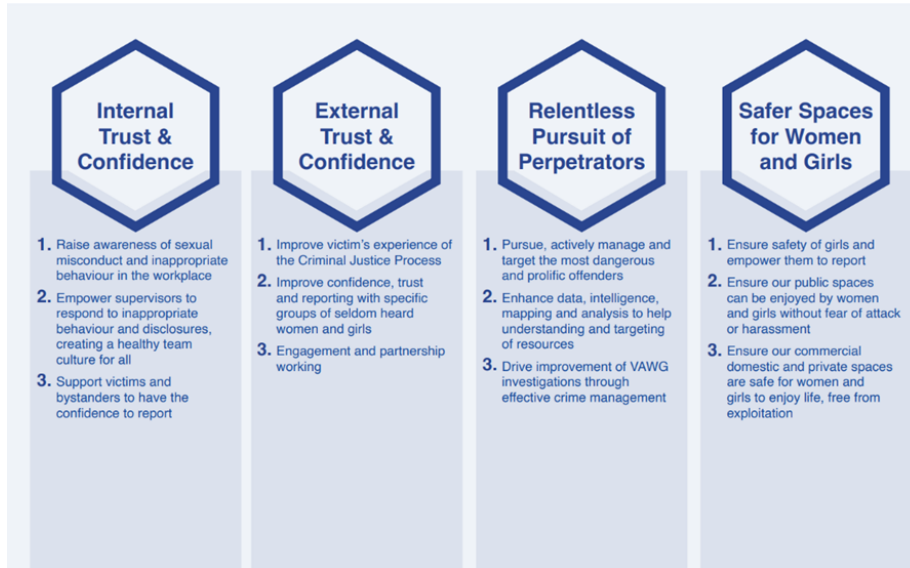 Internal
Trust &
Confidence
1. Raise awareness of sexual
misconduct and inappropriate
behaviour in the workplace
2. Empower supervisors to
respond to inappropriate
behaviour and disclosures,
creating a healthy team
culture for all
3. Support victims and
bystanders to have the
confidence to report
External
Trust &
Confidence
1. Improve victim's experience of
the Criminal Justice Process
2. Improve confidence, trust
and reporting with specific
groups of seldom heard
women and girls
3. Engagement and partnership
working
Relentless
Pursuit of
Perpetrators
1. Pursue, actively manage and
target the most dangerous
and prolific offenders
2. Enhance data, intelligence,
mapping and analysis to help
understanding and targeting
of resources
3. Drive improvement of VAWG
investigations through
effective crime management
Safer Spaces
for Women
and Girls
1. Ensure safety of girls and
empower them to report
2. Ensure our public spaces
can be enjoyed by women
and girls without fear of attack
or harassment
3. Ensure our commercial
domestic and private spaces
are safe for women and
girls to enjoy life, free from
exploitation